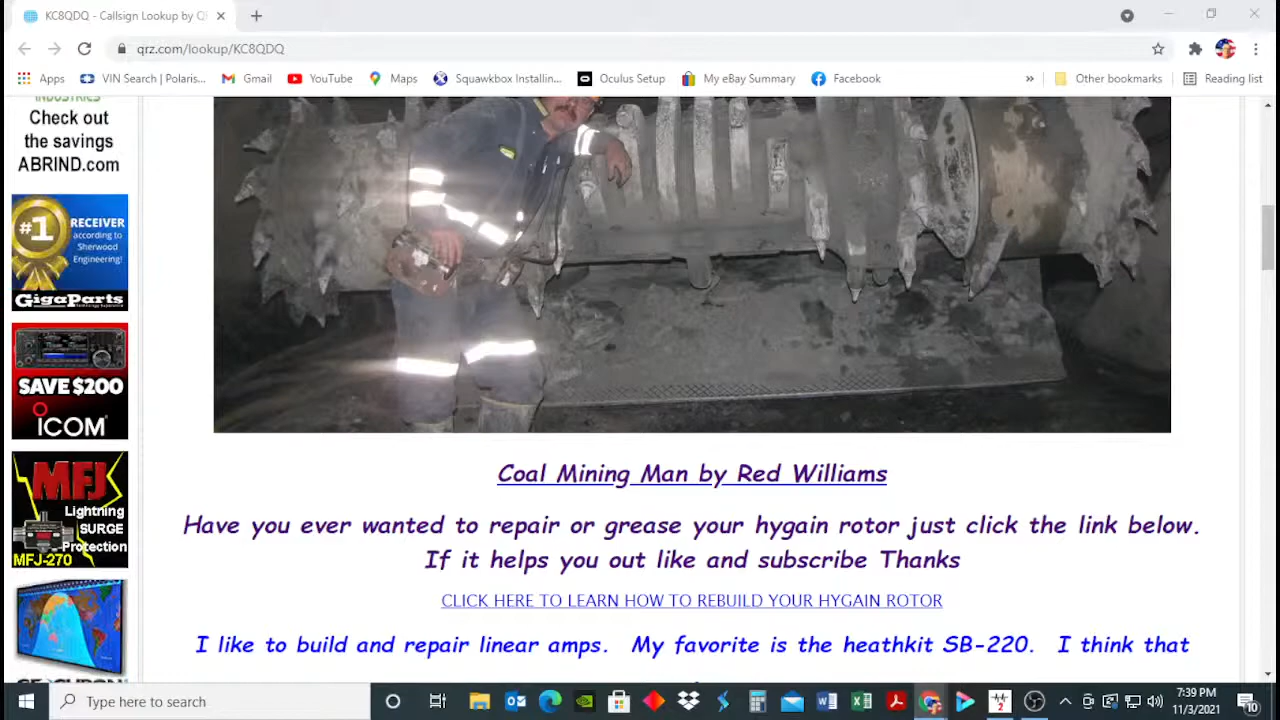 KC8QDQ - Callsign Lookup by Q
qrz.com/lookup/KC8QDQ
Apps
VIN Search | Polaris...
Gmail
YouTube
Maps
Squawkbox Installin...
Oculus Setup
My eBay Summary
Facebook
»
Other bookmarks
Reading list
INDUSTRIES
Check out
the savings
ABRIND.com
#1
RECEIVER
according to
Sherwood
Engineering!
GigaParts
SAVE $200
ICOM
MFJ
Lightning
SURGE
Protection
MFJ-270
Coal Mining Man by Red Williams
Have you ever wanted to repair or grease your hygain rotor just click the link below.
If it helps you out like and subscribe Thanks
CLICK HERE TO LEARN HOW TO REBUILD YOUR HYGAIN ROTOR
I like to build and repair linear amps. My favorite is the heathkit SB-220. I think that
Type here to search
2
7:39 PM
11/3/2021
10